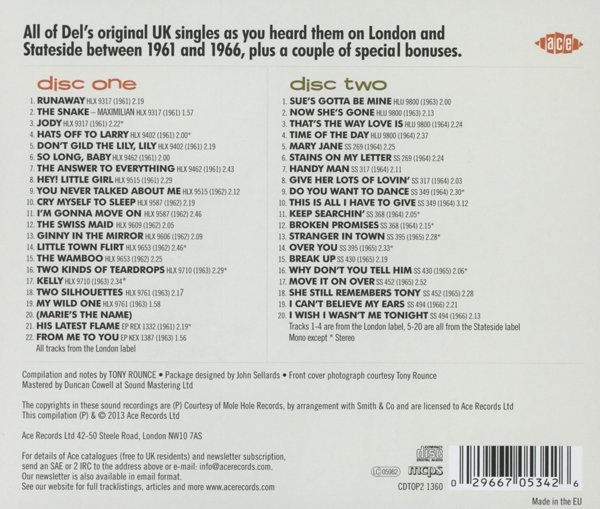 All of Del's original UK singles as you heard them on London and
Stateside between 1961 and 1966, plus a couple of special bonuses.
ace
disc one
1. RUNAWAY HLX 9317 (1961) 2.19
2. THE SNAKE – MAXIMILIAN HLX 9317 (1961) 1.57
3. JODY HLX 9317 (1961) 2.22*
4. HATS OFF TO LARRY HLX 9402 (1961) 2.00*
5. DON'T GILD THE LILY, LILY HLX 9402 (1961) 2.19
6. SO LONG, BABY HLX 9462 (1961) 2.00
7. THE ANSWER TO EVERYTHING HLX 9462 (1961) 2.43
8. HEY! LITTLE GIRL HLX 9515 (1961) 2.29
9. YOU NEVER TALKED ABOUT ME HLX 9515 (1962) 2.12
10. CRY MYSELF TO SLEEP HLX 9587 (1962) 2.19
11. I'M GONNA MOVE ON HLX 9587 (1962) 2.46
12. THE SWISS MAID HLX 9609 (1962) 2.05
13. GINNY IN THE MIRROR HLX 9606 (1962) 2.09
14. LITTLE TOWN FLIRT HLX 9653 (1962) 2.46*
15. THE WAMBOO HLX 9653 (1962) 2.25
16. TWO KINDS OF TEARDROPS HLX 9710 (1963) 2.29*
17. KELLY HLX 9710 (1963) 2.34*
18. TWO SILHOUETTES HLX 9761 (1963) 2.17
19. MY WILD ONE HLX 9761 (1963) 1.58
20. (MARIE'S THE NAME)
21. HIS LATEST FLAME EP REX 1332 (1961) 2.19*
22. FROM ME TO YOU EP KEX 1387 (1963) 1.56
All tracks from the London label
disc two
1. SUE'S GOTTA BE MINE HLU 9800 (1963) 2.00
2. NOW SHE'S GONE HLU 9800 (1963) 2.13
3. THAT'S THE WAY LOVE IS HLU 9800 (1964) 2.24
4. TIME OF THE DAY HLU 9800 (1964) 2.37
5. MARY JANE SS 269 (1964) 2.25
6. STAINS ON MY LETTER SS 269 (1964) 2.24
7. HANDY MAN SS 317 (1964) 2.11
8. GIVE HER LOTS OF LOVIN' SS 317 (1964) 2.03
9. DO YOU WANT TO DANCE SS 349 (1964) 2.30*
10. THIS IS ALL I HAVE TO GIVE SS 349 (1964) 3.12
11. KEEP SEARCHIN' SS 368 (1964) 2.05*
12. BROKEN PROMISES SS 368 (1964) 2.15*
13. STRANGER IN TOWN SS 395 (1965) 2.28*
14. OVER YOU SS 395 (1965) 2.33*
15. BREAK UP SS 430 (1965) 2.19
16. WHY DON'T YOU TELL HIM SS 430 (1965) 2.06*
17. MOVE IT ON OVER SS 452 (1965) 2.52
18. SHE STILL REMEMBERS TONY SS 452 (1965) 2.28
19. I CAN'T BELIEVE MY EARS SS 494 (1966) 2.21
20. I WISH I WASN'T ME TONIGHT SS 494 (1966) 2.13
Tracks 1-4 are from the London label, 5-20 are all from the Stateside label
Mono except * Stereo
Compilation and notes by TONY ROUNCE • Package designed by John Sellards • Front cover photograph courtesy Tony Rounce
Mastered by Duncan Cowell at Sound Mastering Ltd
The copyrights in these sound recordings are (P) Courtesy of Mole Hole Records, by arrangement with Smith & Co and are licensed to Ace Records Ltd
This compilation (P) & © 2013 Ace Records Ltd
Ace Records Ltd 42-50 Steele Road, London NW10 7AS
For details of Ace catalogues (free to UK residents) and newsletter subscription,
send an SAE or 2 IRC to the address above or e-mail: info@acerecords.com.
Our newsletter is also available in email format.
See our website for full tracklistings, articles and much more www.acerecords.com
COMPACT disc DIGITAL AUDIO
LC 05982
mcps
CDTOP2 1360
0 29667 05342 6
Made in the EU